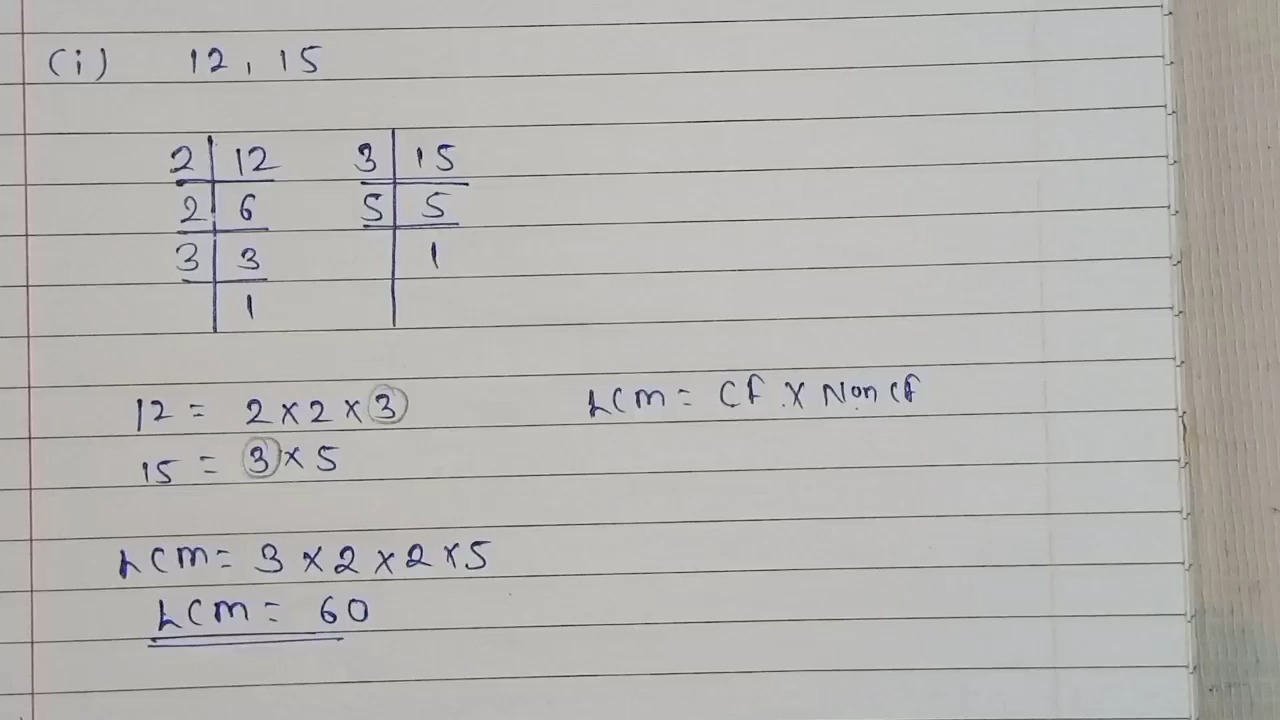 (i) 12, 15
2 | 12 3 | 15
2 | 6 5 | 5
3 | 3 | 1
| 1
12 = 2 × 2 × 3 LCM = CF × Non CF
15 = 3 × 5
LCM = 3 × 2 × 2 × 5
LCM = 60